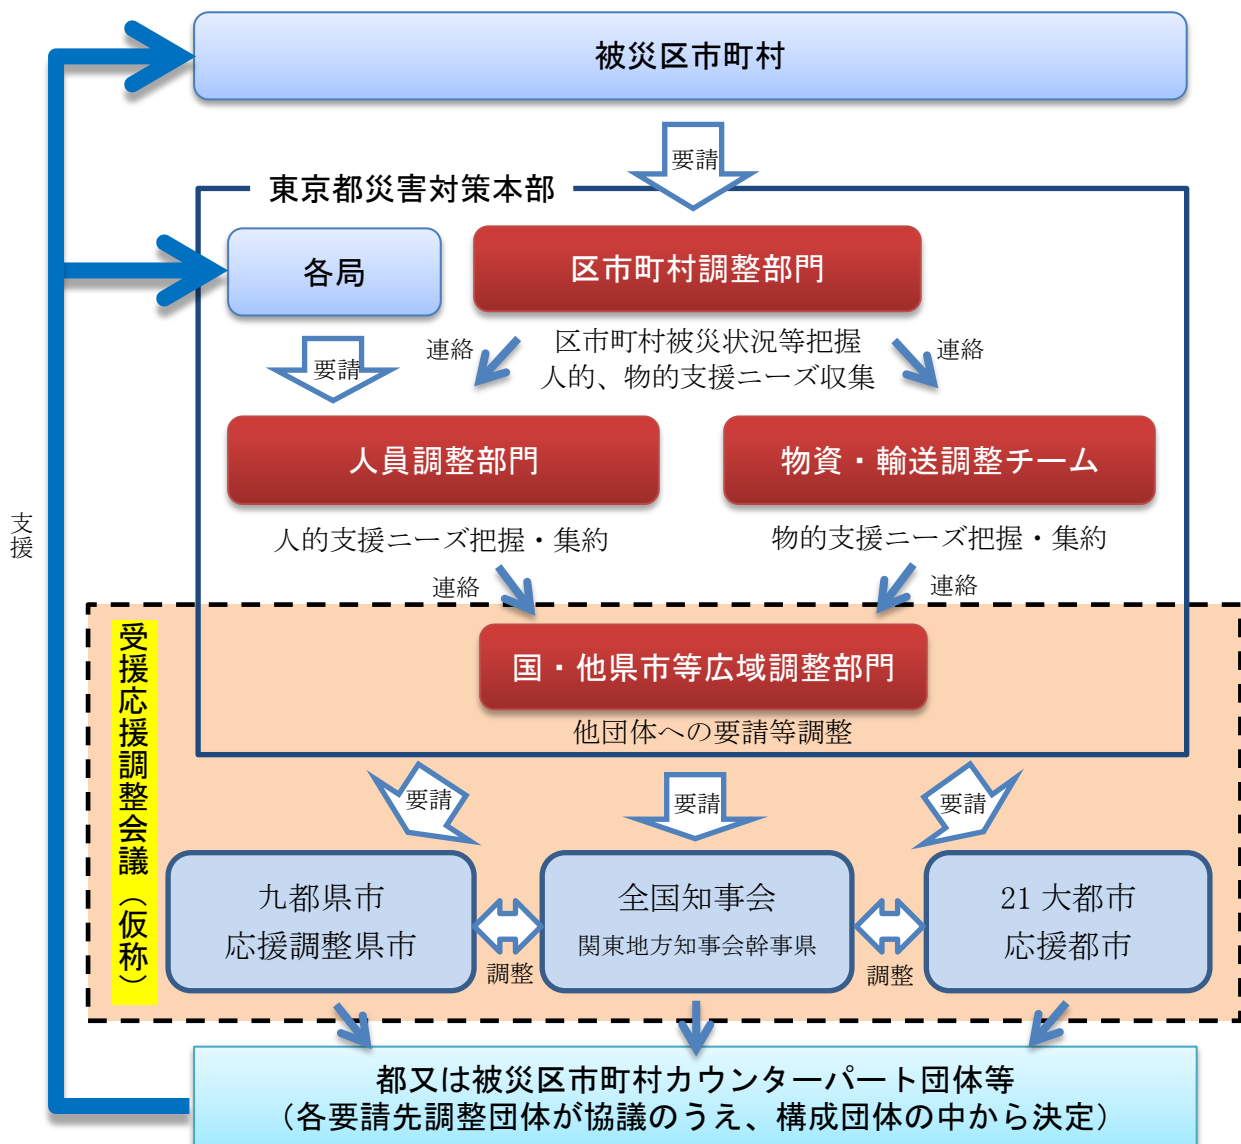 被災区市町村
要請
東京都災害対策本部
各局
区市町村調整部門
要請
連絡
区市町村被災状況等把握
人的、物的支援ニーズ収集
連絡
人員調整部門
物資・輸送調整チーム
支援
人的支援ニーズ把握・集約
物的支援ニーズ把握・集約
連絡
連絡
受援応援調整会議（仮称）
国・他県市等広域調整部門
他団体への要請等調整
要請
要請
要請
九都県市
応援調整県市
調整
全国知事会
関東地方知事会幹事県
調整
21 大都市
応援都市
都又は被災区市町村カウンターパート団体等
（各要請先調整団体が協議のうえ、構成団体の中から決定）